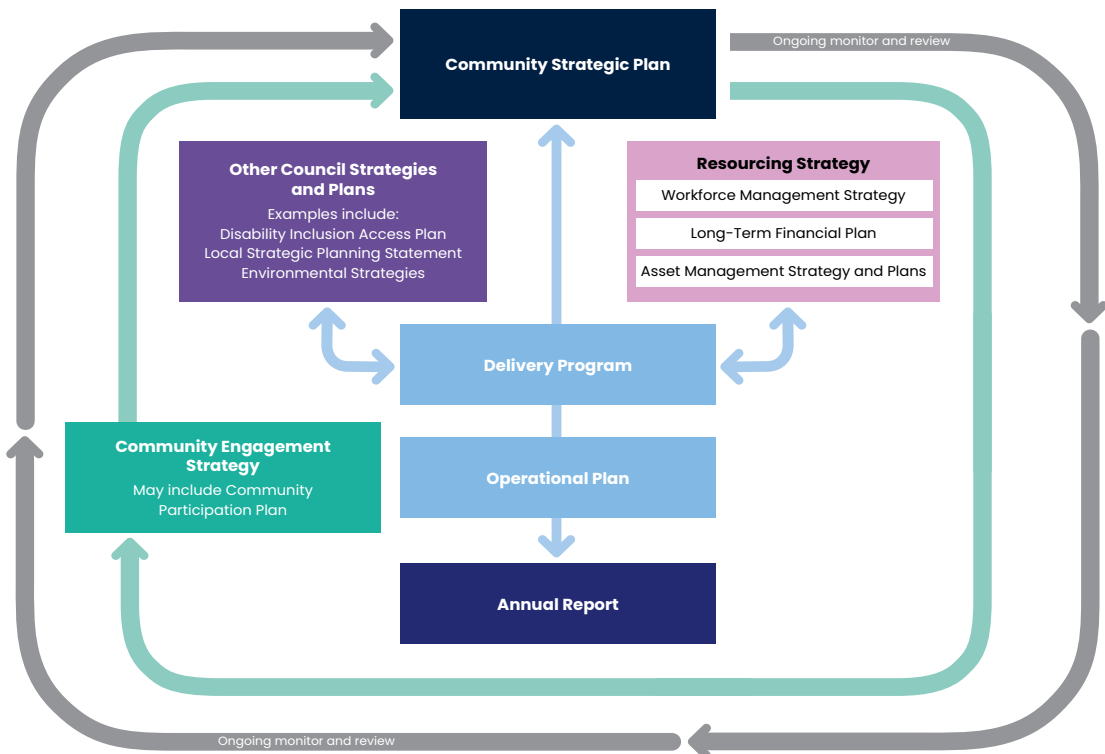 Community Strategic Plan
Ongoing monitor and review
Other Council Strategies
and Plans
Examples include:
Disability Inclusion Access Plan
Local Strategic Planning Statement
Environmental Strategies
Resourcing Strategy
Workforce Management Strategy
Long-Term Financial Plan
Asset Management Strategy and Plans
Delivery Program
Community Engagement
Strategy
May include Community
Participation Plan
Operational Plan
Annual Report
Ongoing monitor and review